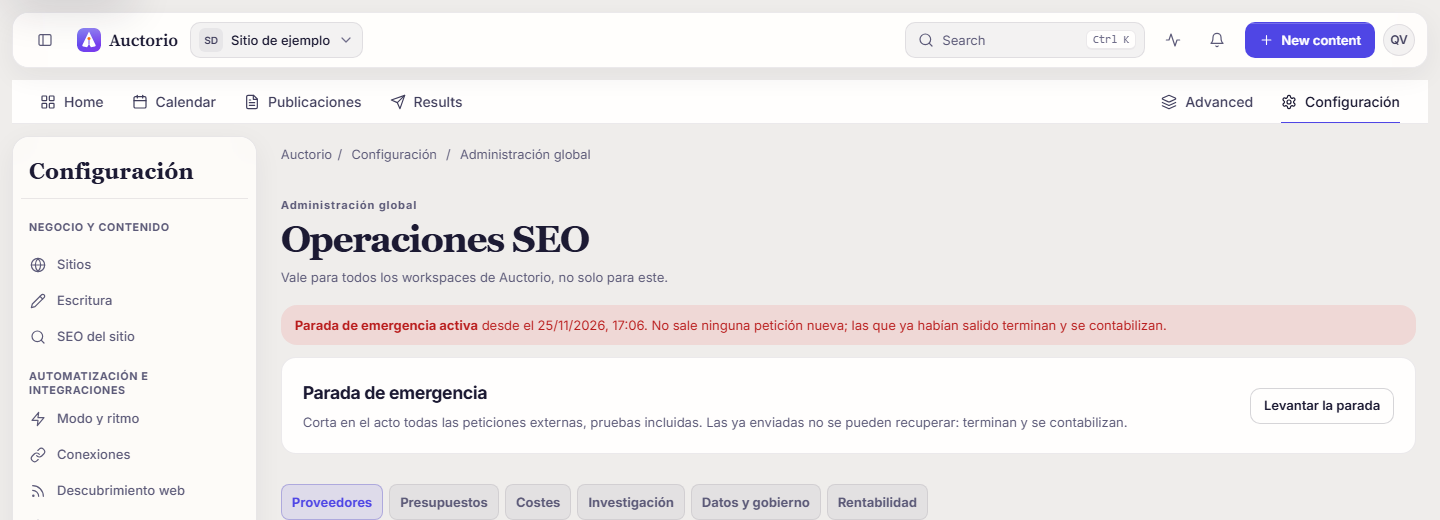 Auctorio
SD Sitio de ejemplo
Search Ctrl K
New content
QV
Home
Calendar
Publicaciones
Results
Advanced
Configuración
Configuración
NEGOCIO Y CONTENIDO
Sitios
Escritura
SEO del sitio
AUTOMATIZACIÓN E
INTEGRACIONES
Modo y ritmo
Conexiones
Descubrimiento web
Auctorio / Configuración / Administración global
Administración global
Operaciones SEO
Vale para todos los workspaces de Auctorio, no solo para este.
Parada de emergencia activa desde el 25/11/2026, 17:06. No sale ninguna petición nueva; las que ya habían salido terminan y se contabilizan.
Parada de emergencia
Corta en el acto todas las peticiones externas, pruebas incluidas. Las ya enviadas no se pueden recuperar: terminan y se contabilizan.
Levantar la parada
Proveedores
Presupuestos
Costes
Investigación
Datos y gobierno
Rentabilidad